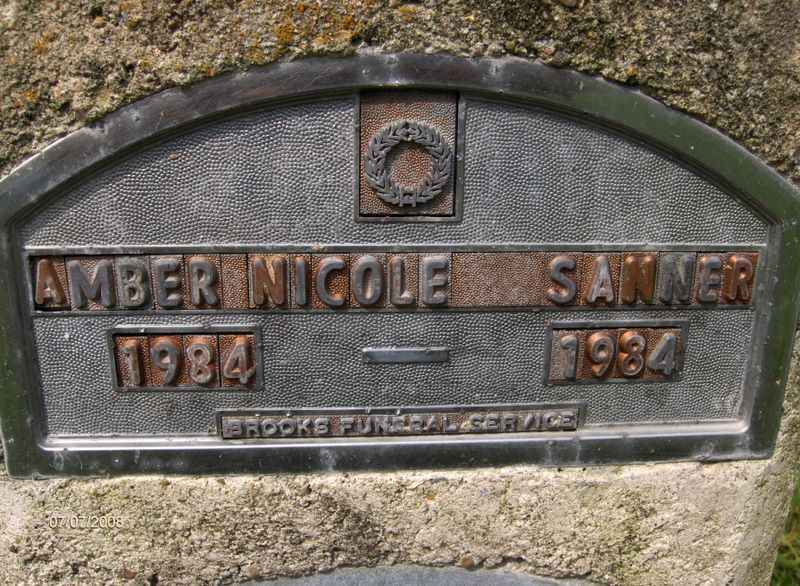 AMBER NICOLE SANNER
1984 — 1984
BROOKS FUNERAL SERVICE
07/07/2008